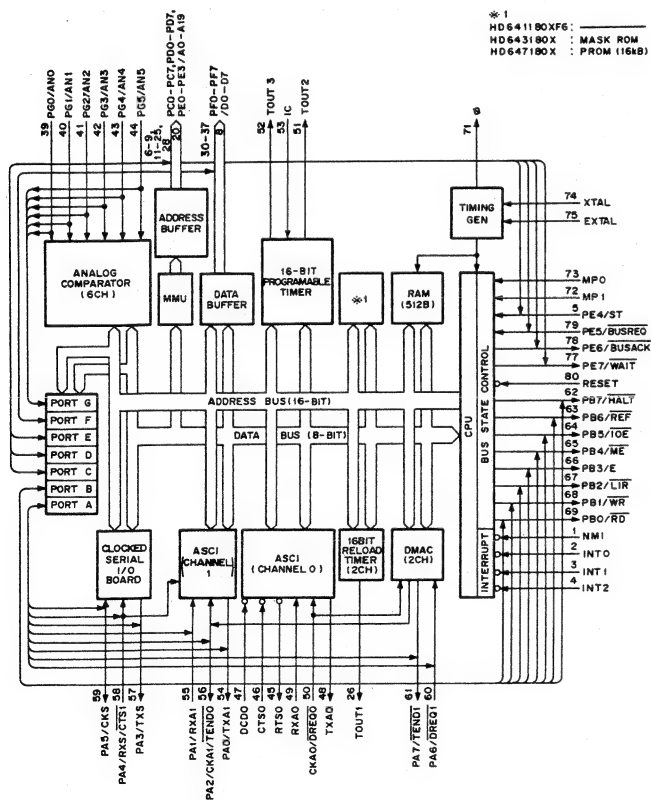 ※1
HD641180XF6: ————
HD643180X : MASK ROM
HD647180X : PROM (16kB)
39 PG0/AN0
40 PG1/AN1
41 PG2/AN2
42 PG3/AN3
43 PG4/AN4
44 PG5/AN5
6-9,
11-25,
28
20
PC0-PC7,PD0-PD7,
PE0-PE3/A0-A19
30-37
8
PF0-PF7
/D0-D7
52 TOUT 3
53 IC
51 TOUT2
71 ø
ADDRESS
BUFFER
TIMING
GEN
74 XTAL
75 EXTAL
ANALOG
COMPARATOR
(6CH)
MMU
DATA
BUFFER
16-BIT
PROGRAMABLE
TIMER
※1
RAM
(512B)
73 MP0
72 MP1
5 PE4/ST
79 PE5/BUSREQ
78 PE6/BUSACK
77 PE7/WAIT
80 RESET
62 PB7/HALT
63 PB6/REF
64 PB5/IOE
65 PB4/ME
66 PB3/E
67 PB2/LIR
68 PB1/WR
69 PB0/RD
1 NMI
2 INT0
3 INT1
4 INT2
CPU
BUS STATE CONTROL
INTERRUPT
PORT G
PORT F
PORT E
PORT D
PORT C
PORT B
PORT A
ADDRESS BUS(16-BIT)
DATA BUS (8-BIT)
CLOCKED
SERIAL
I/O
BOARD
ASCI
(CHANNEL
1)
ASCI
(CHANNEL 0)
16BIT
RELOAD
TIMER
(2CH)
DMAC
(2CH)
59 PA5/CKS
58 PA4/RXS/CTS1
57 PA3/TXS
55 PA1/RXA1
56 PA2/CKA1/TEND0
54 PA0/TXA1
47 DCD0
46 CTS0
45 RTS0
49 RXA0
50 CKA0/DREQ0
48 TXA0
26 TOUT1
61 PA7/TEND1
60 PA6/DREQ1